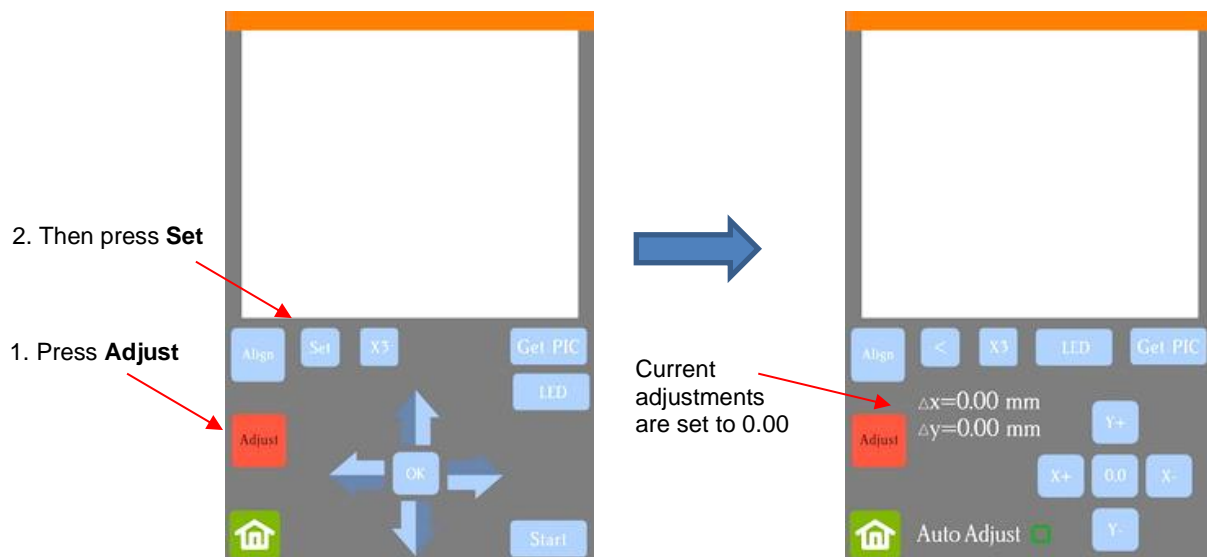 2. Then press Set
1. Press Adjust
Align
Set
X3
Get PIC
LED
Adjust
OK
Start
Current
adjustments
are set to 0.00
Align
<
X3
LED
Get PIC
△x=0.00 mm
△y=0.00 mm
Adjust
Y+
X+
0.0
X-
Y-
Auto Adjust